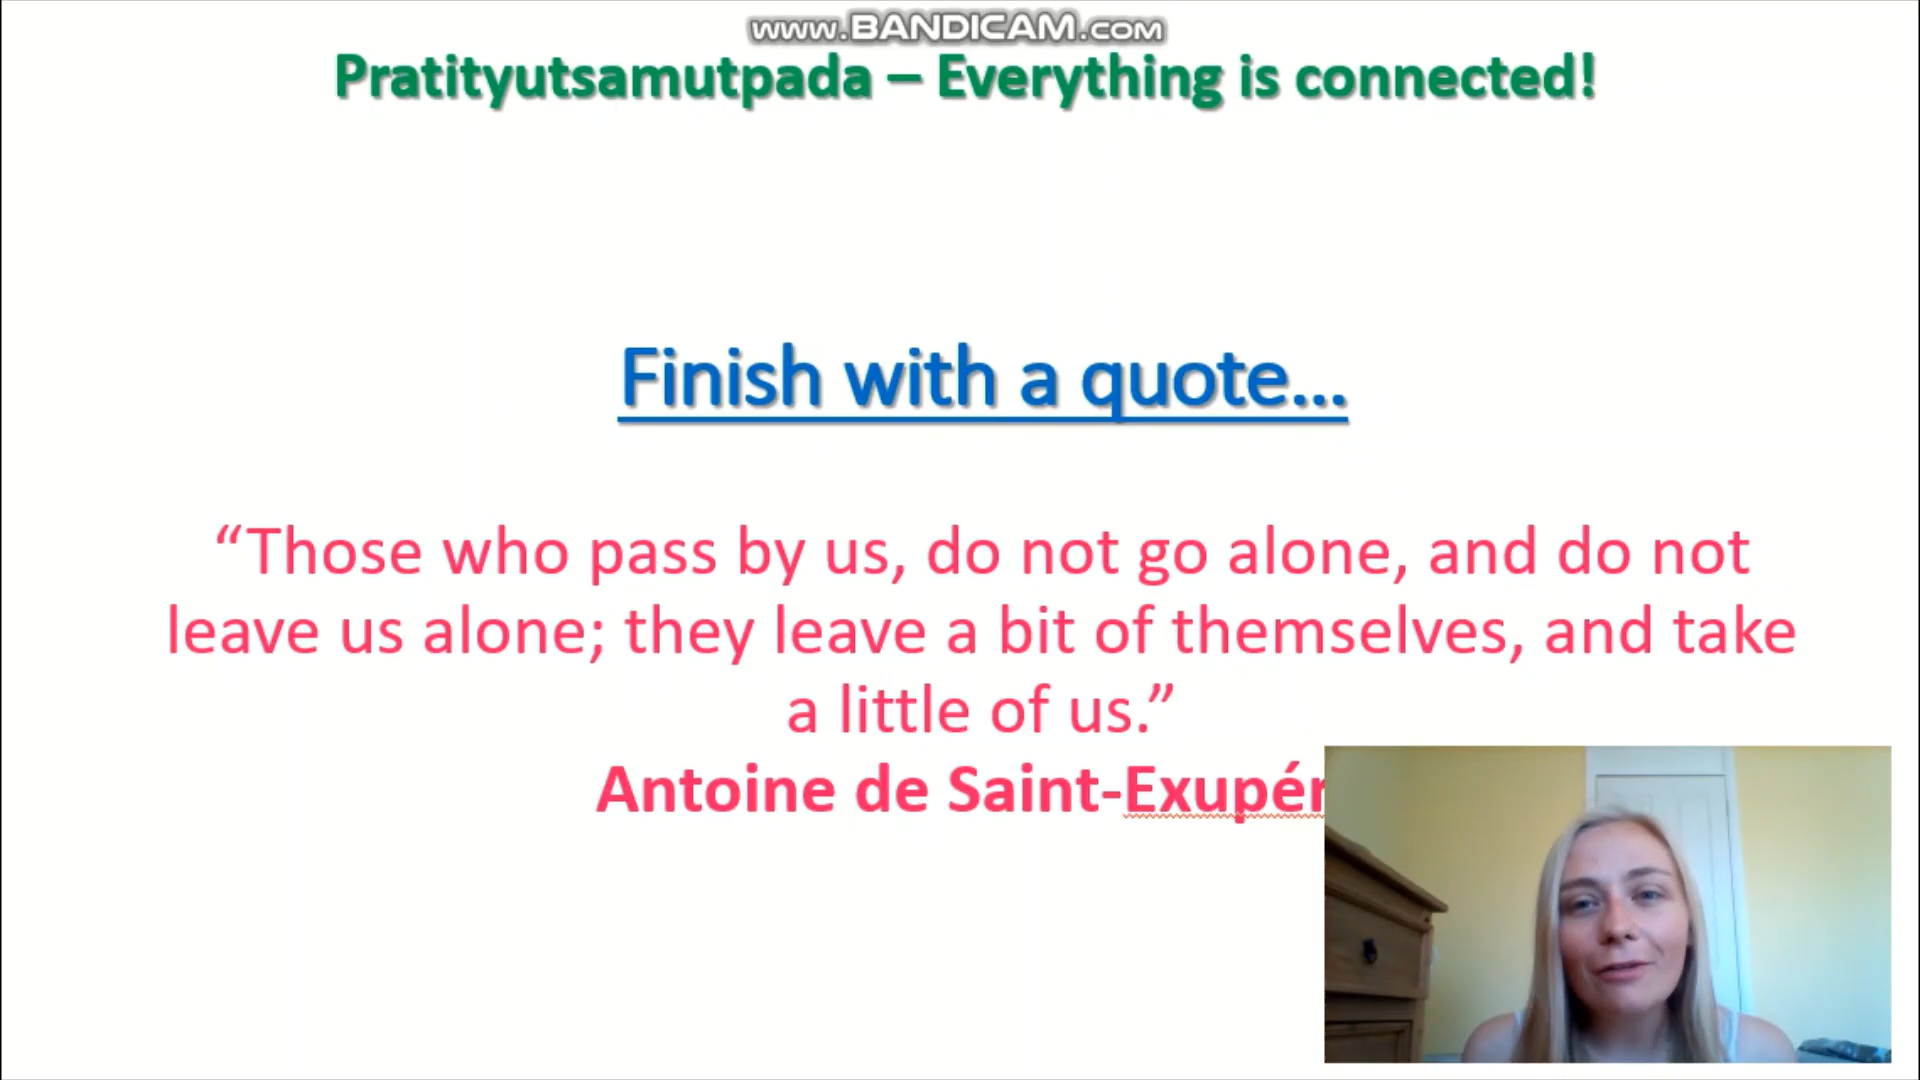 www.BANDICAM.com
Pratityutsamutpada – Everything is connected!
Finish with a quote...
“Those who pass by us, do not go alone, and do not
leave us alone; they leave a bit of themselves, and take
a little of us.”
Antoine de Saint-Exupér